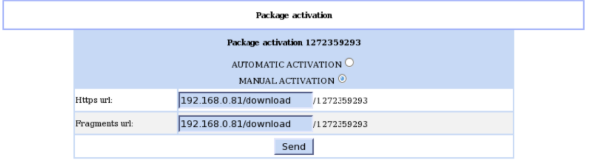 Package activation
Package activation 1272359293
AUTOMATIC ACTIVATION
MANUAL ACTIVATION
Https url: 192.168.0.81/download /1272359293
Fragments url: 192.168.0.81/download /1272359293
Send